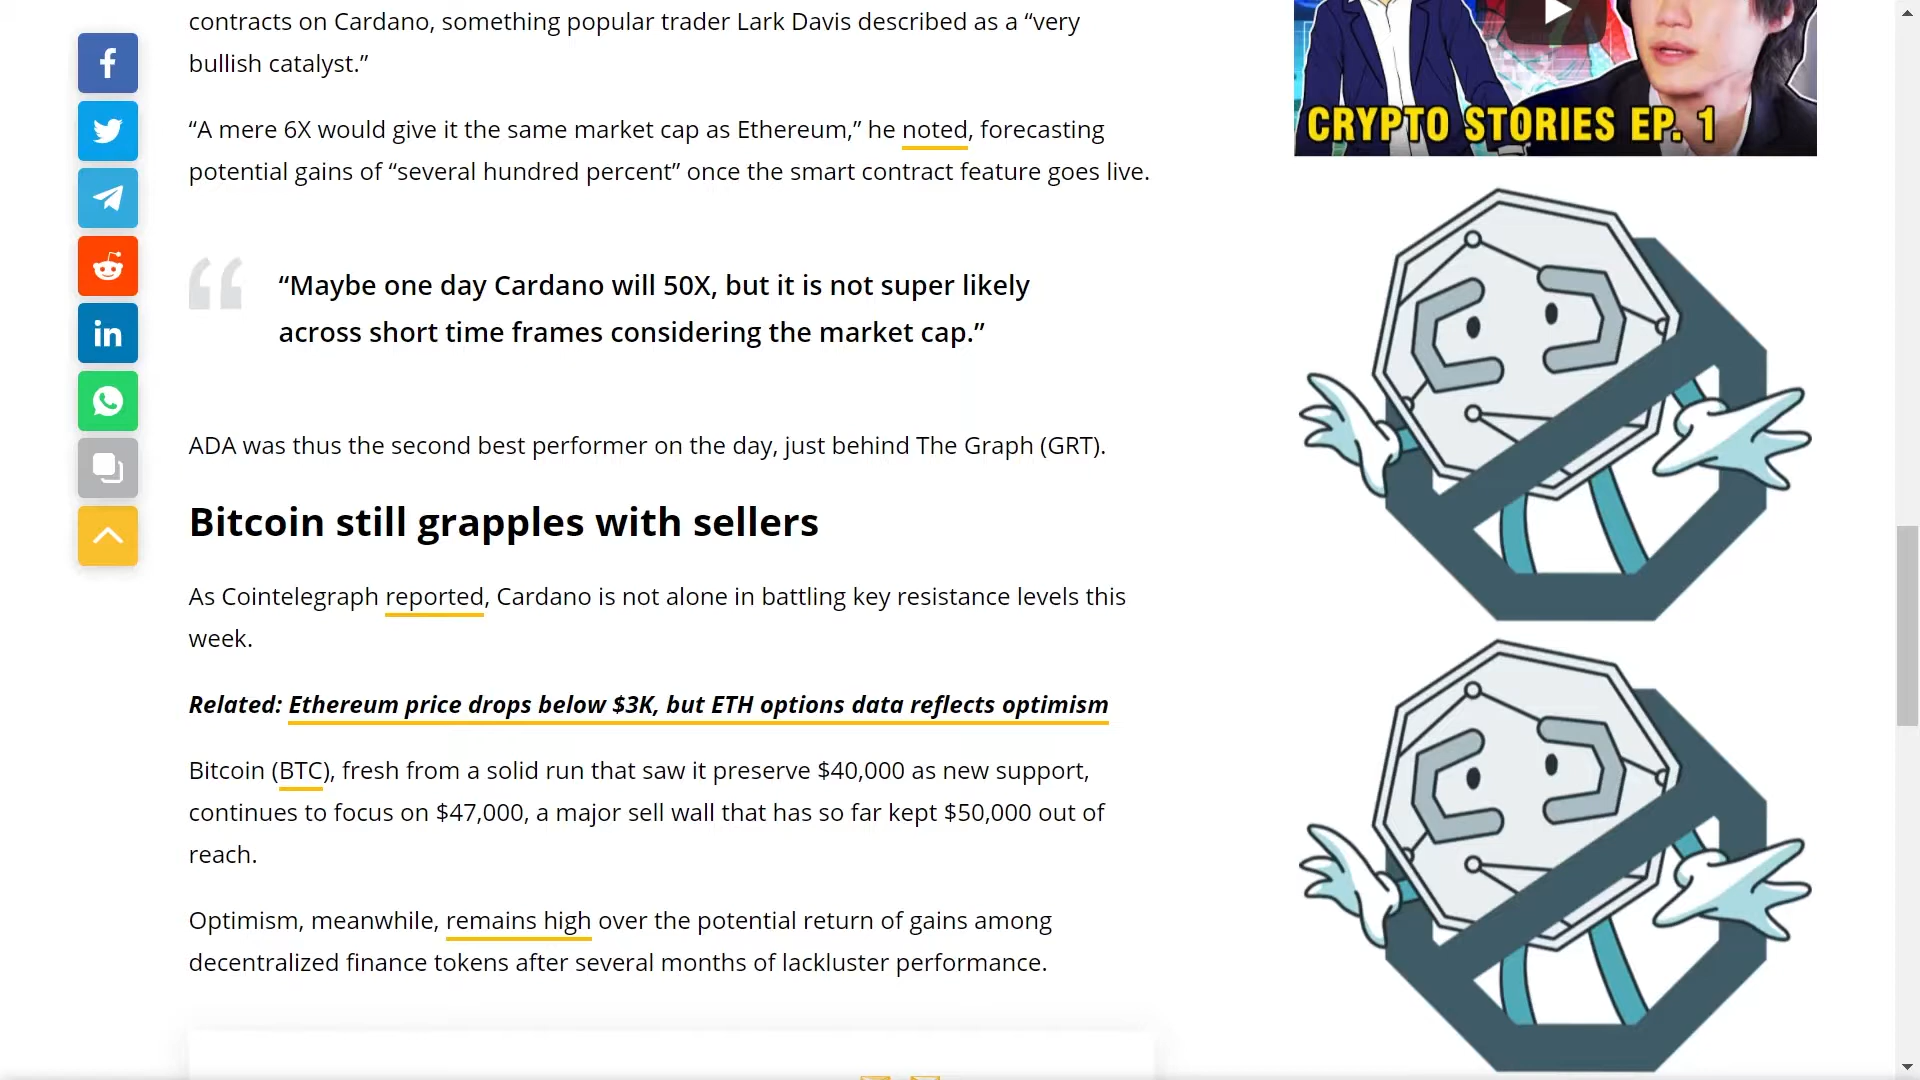 contracts on Cardano, something popular trader Lark Davis described as a “very
bullish catalyst.”
“A mere 6X would give it the same market cap as Ethereum,” he noted, forecasting
potential gains of “several hundred percent” once the smart contract feature goes live.
“Maybe one day Cardano will 50X, but it is not super likely
across short time frames considering the market cap.”
ADA was thus the second best performer on the day, just behind The Graph (GRT).
Bitcoin still grapples with sellers
As Cointelegraph reported, Cardano is not alone in battling key resistance levels this
week.
Related: Ethereum price drops below $3K, but ETH options data reflects optimism
Bitcoin (BTC), fresh from a solid run that saw it preserve $40,000 as new support,
continues to focus on $47,000, a major sell wall that has so far kept $50,000 out of
reach.
Optimism, meanwhile, remains high over the potential return of gains among
decentralized finance tokens after several months of lackluster performance.
CRYPTO STORIES EP. 1